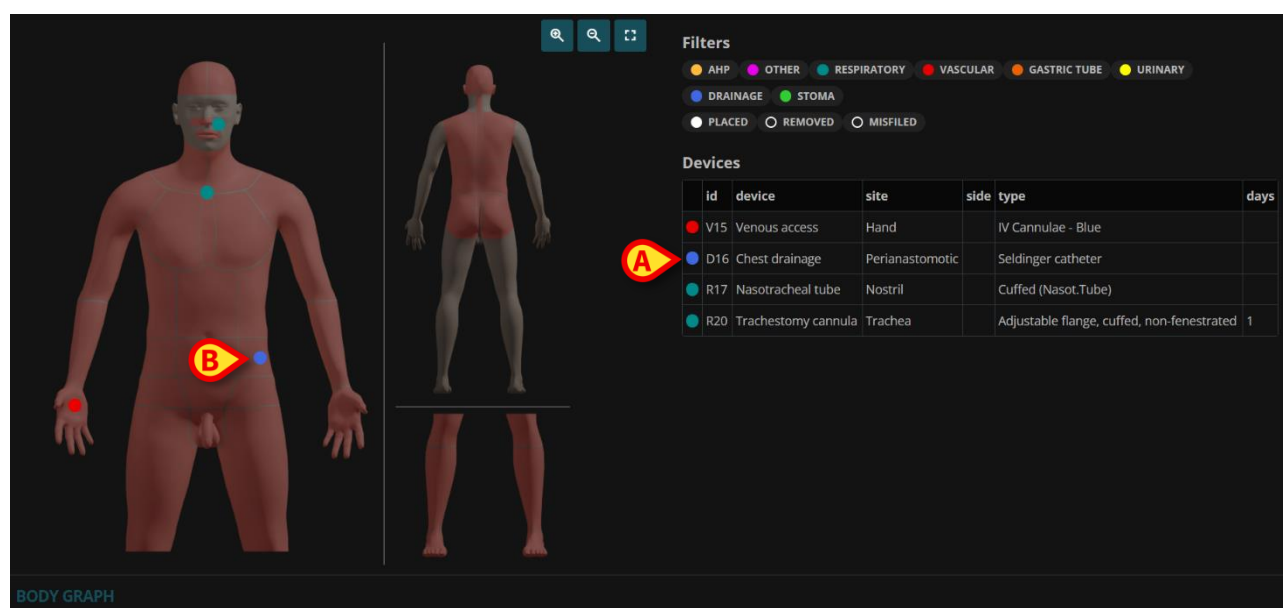 Filters
AHP OTHER RESPIRATORY VASCULAR GASTRIC TUBE URINARY
DRAINAGE STOMA
PLACED REMOVED MISFILED
Devices
id device site side type days
V15 Venous access Hand IV Cannulae - Blue
A D16 Chest drainage Perianastomotic Seldinger catheter
R17 Nasotracheal tube Nostril Cuffed (Nasot.Tube)
R20 Trachestomy cannula Trachea Adjustable flange, cuffed, non-fenestrated 1
B
BODY GRAPH